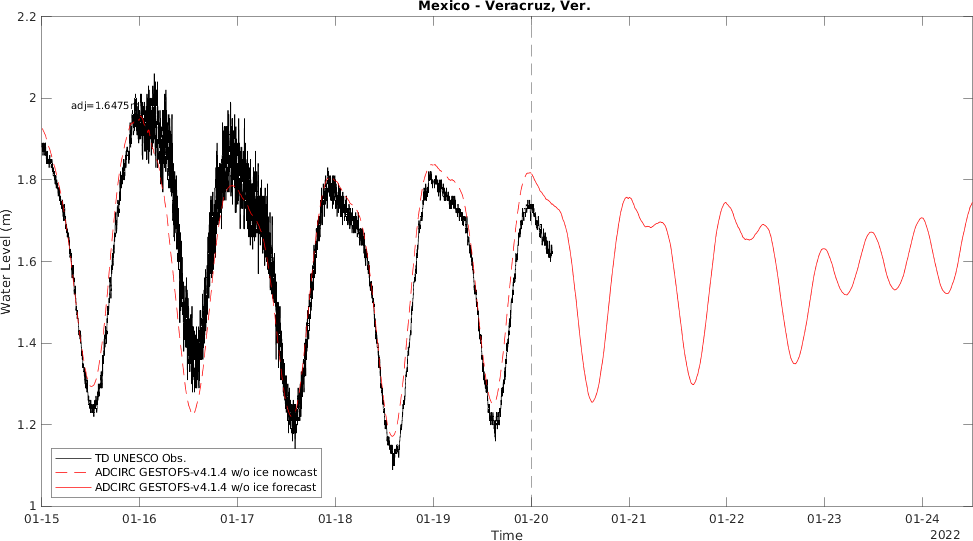 Mexico - Veracruz, Ver.
Water Level (m)
2.2
2
1.8
1.6
1.4
1.2
1
adj=1.6475
TD UNESCO Obs.
ADCIRC GESTOFS-v4.1.4 w/o ice nowcast
ADCIRC GESTOFS-v4.1.4 w/o ice forecast
01-15 01-16 01-17 01-18 01-19 01-20 01-21 01-22 01-23 01-24
Time
2022